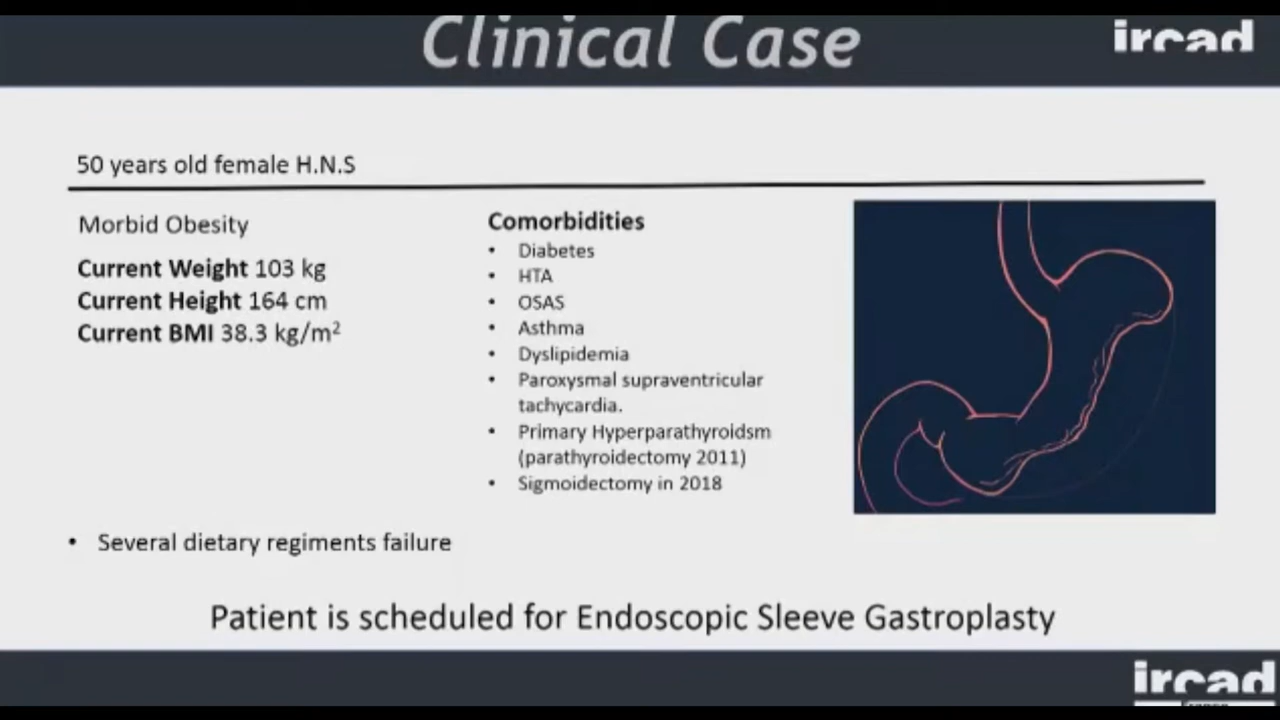 Clinical Case
ircad
50 years old female H.N.S
Morbid Obesity
Current Weight 103 kg
Current Height 164 cm
Current BMI 38.3 kg/m²
Comorbidities
• Diabetes
• HTA
• OSAS
• Asthma
• Dyslipidemia
• Paroxysmal supraventricular
tachycardia.
• Primary Hyperparathyroidsm
(parathyroidectomy 2011)
• Sigmoidectomy in 2018
• Several dietary regiments failure
Patient is scheduled for Endoscopic Sleeve Gastroplasty
ircad